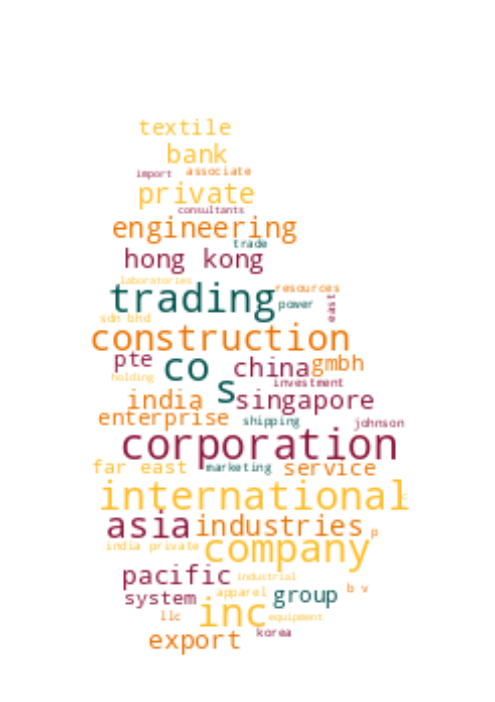 textile
bank
import associate
private
consultants
engineering
trade
hong kong
laboratories
trading resources
power east
sdn bhd
construction
pte co china gmbh
holding s investment
india singapore
enterprise shipping johnson
corporation
far east marketing service
international
asia industries p
india private company
pacific industrial
system apparel group b v
llc inc equipment
export korea